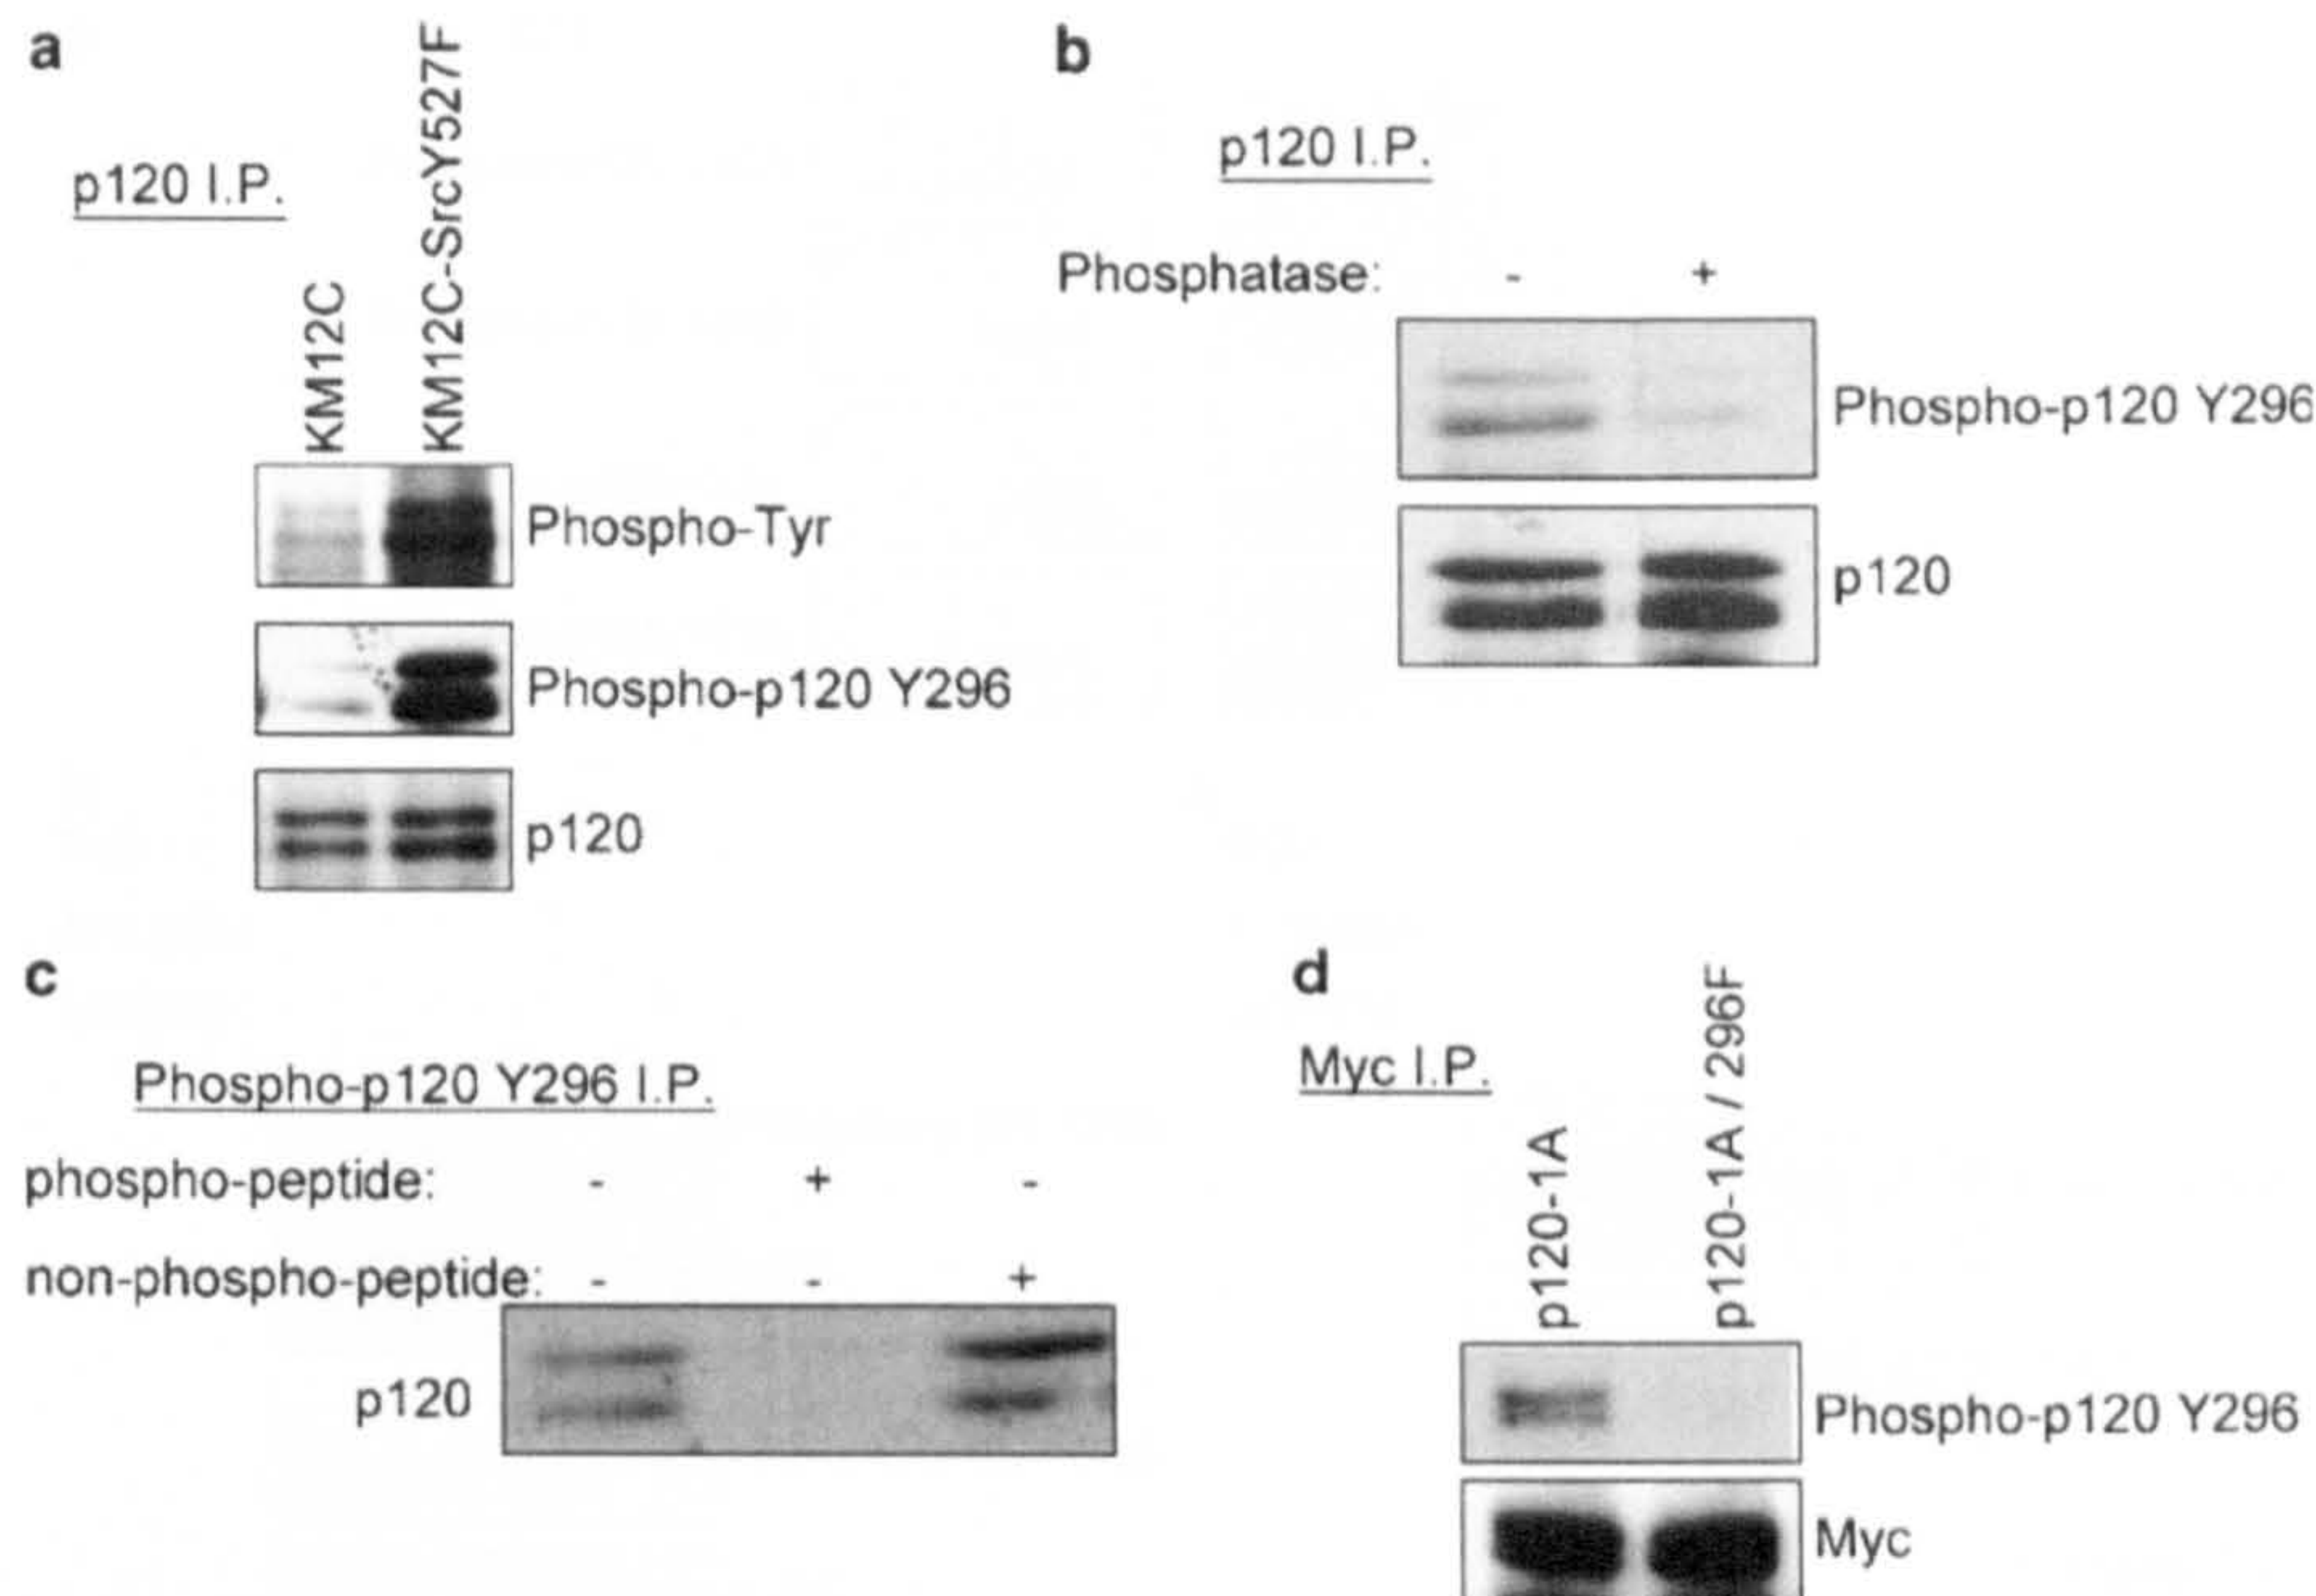 a
p120 I.P.
KM12C
KM12C-SrcY527F
Phospho-Tyr
Phospho-p120 Y296
p120
b
p120 I.P.
Phosphatase: - +
Phospho-p120 Y296
p120
c
Phospho-p120 Y296 I.P.
phospho-peptide: - + -
non-phospho-peptide: - - +
p120
d
Myc I.P.
p120-1A
p120-1A / 296F
Phospho-p120 Y296
Myc